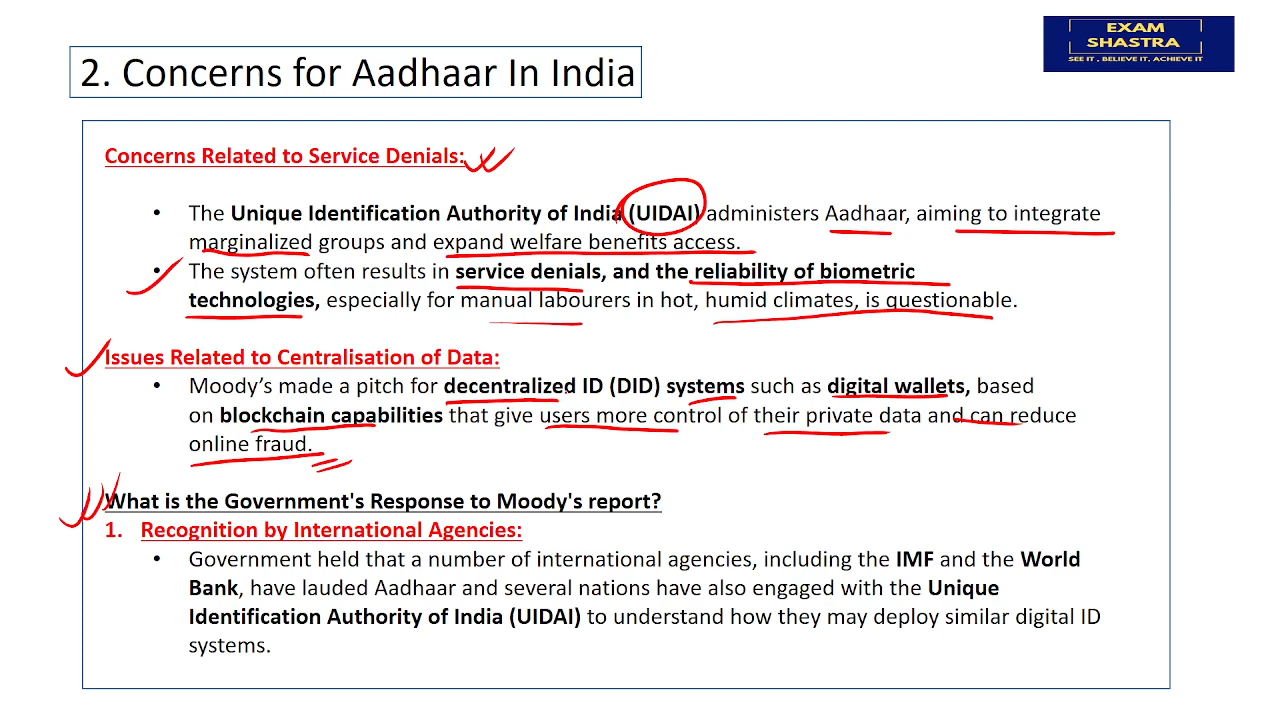 EXAM
SHASTRA
SEE IT , BELIEVE IT, ACHIEVE IT
2. Concerns for Aadhaar In India
Concerns Related to Service Denials:
• The Unique Identification Authority of India (UIDAI) administers Aadhaar, aiming to integrate
marginalized groups and expand welfare benefits access.
• The system often results in service denials, and the reliability of biometric
technologies, especially for manual labourers in hot, humid climates, is questionable.
Issues Related to Centralisation of Data:
• Moody's made a pitch for decentralized ID (DID) systems such as digital wallets, based
on blockchain capabilities that give users more control of their private data and can reduce
online fraud.
What is the Government's Response to Moody's report?
1. Recognition by International Agencies:
• Government held that a number of international agencies, including the IMF and the World
Bank, have lauded Aadhaar and several nations have also engaged with the Unique
Identification Authority of India (UIDAI) to understand how they may deploy similar digital ID
systems.